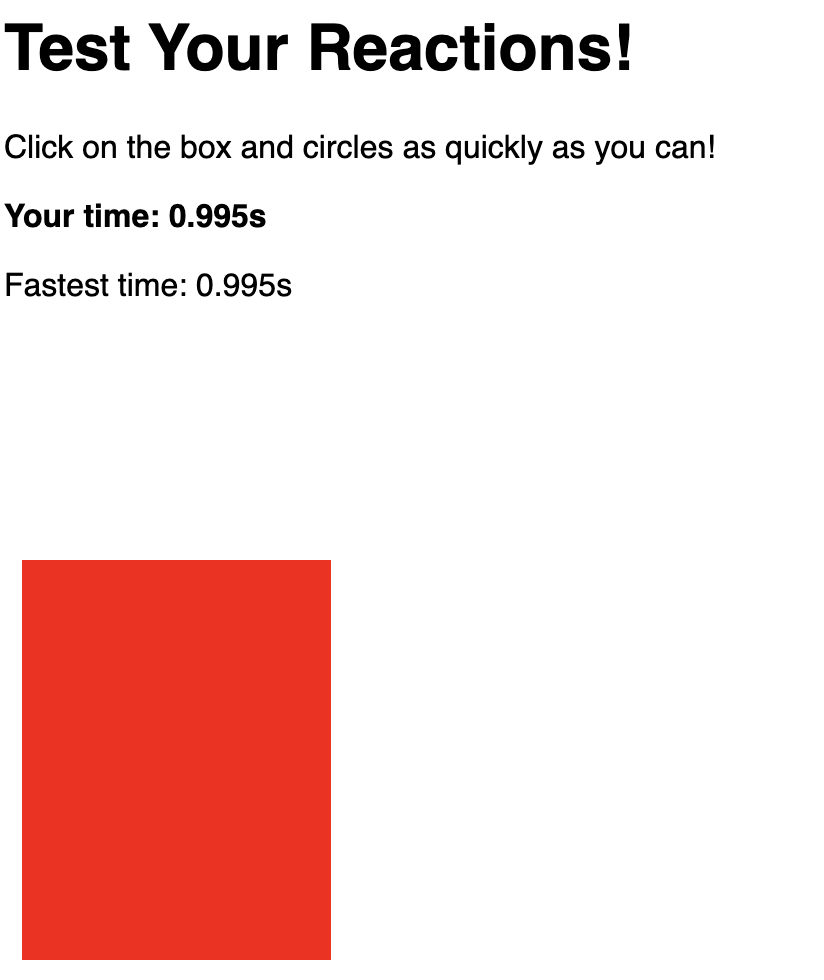 Test Your Reactions!
Click on the box and circles as quickly as you can!
Your time: 0.995s
Fastest time: 0.995s